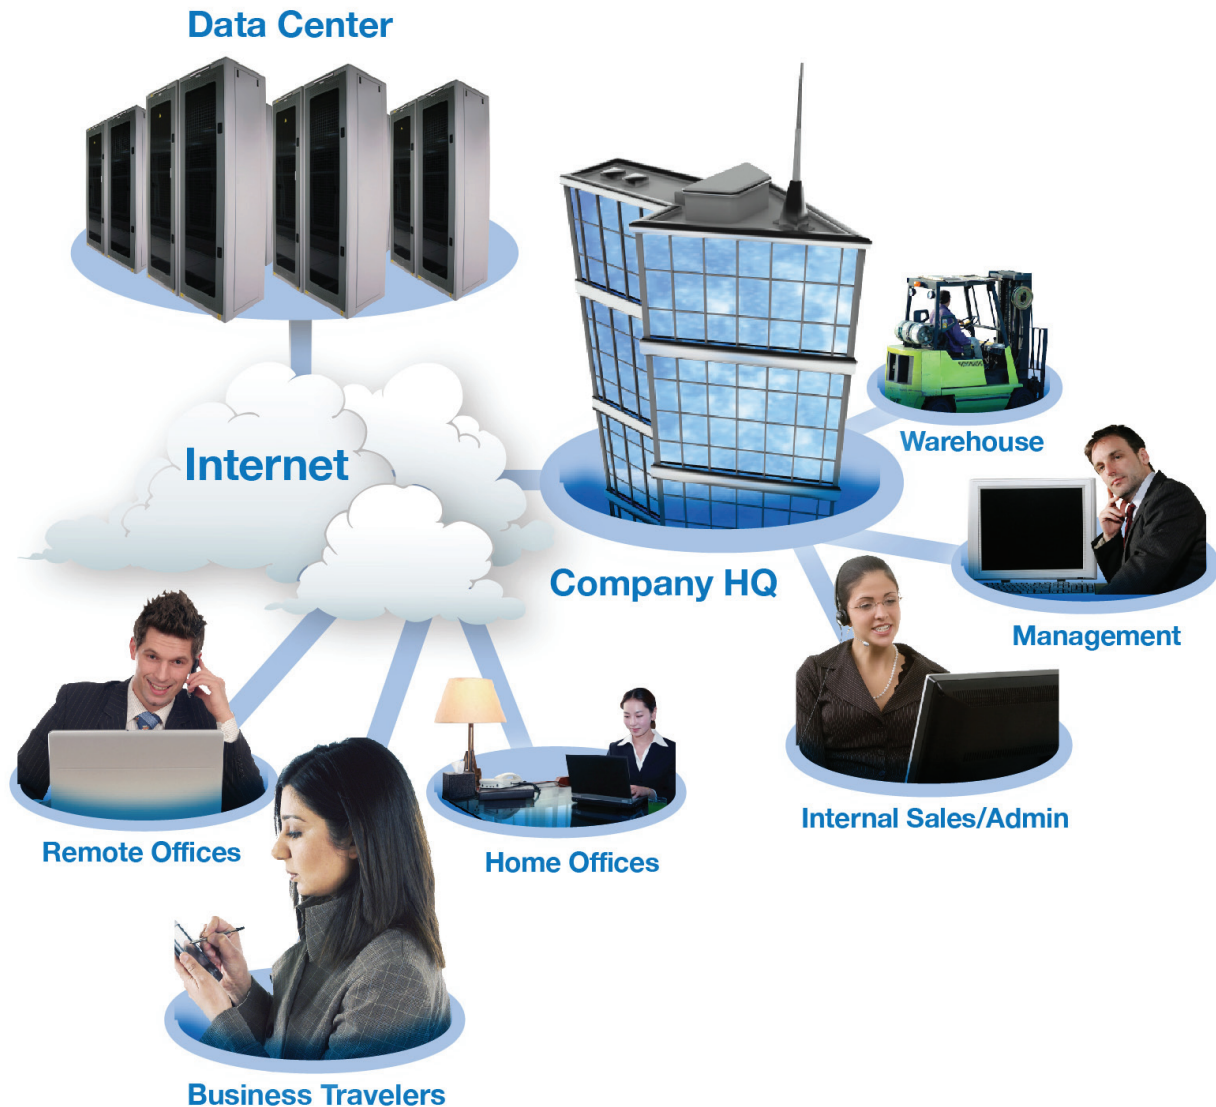 Data Center
Internet
Company HQ
Warehouse
Management
Internal Sales/Admin
Remote Offices
Home Offices
Business Travelers